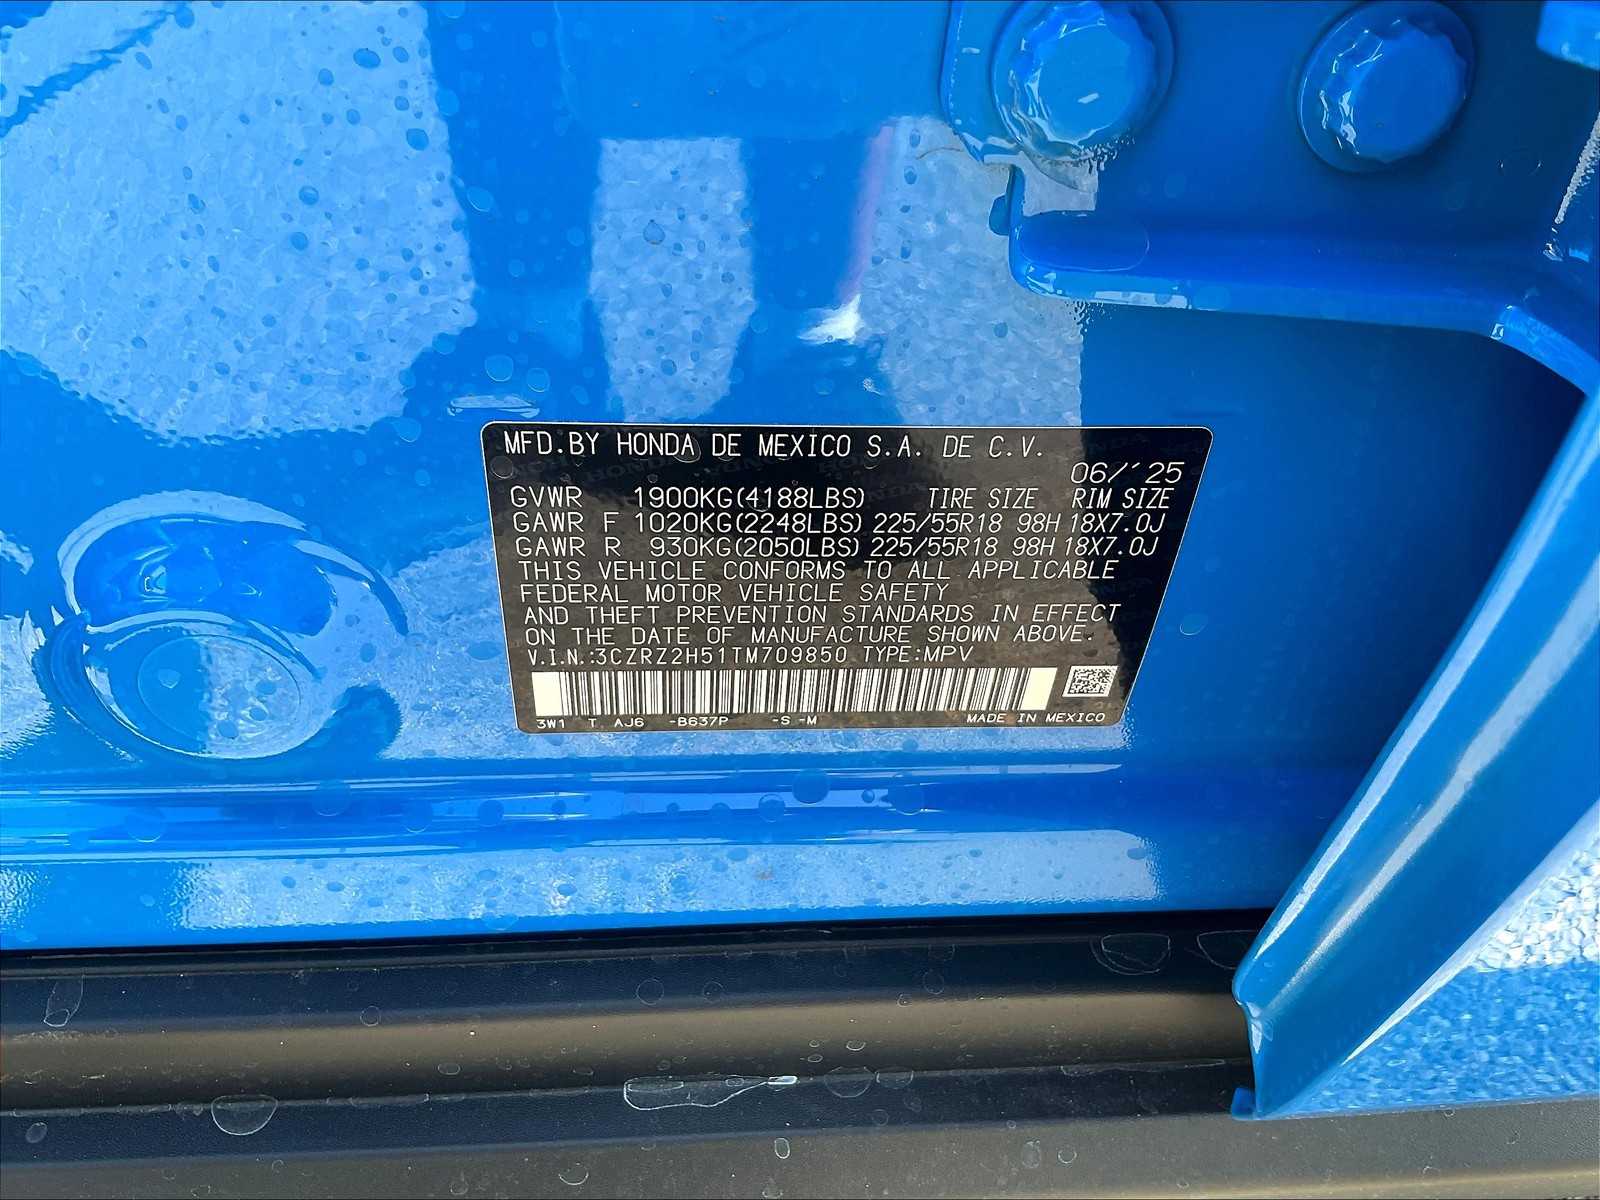 MFD.BY HONDA DE MEXICO S.A. DE C.V.
06/'25
GVWR 1900KG(4188LBS) TIRE SIZE RIM SIZE
GAWR F 1020KG(2248LBS) 225/55R18 98H 18X7.0J
GAWR R 930KG(2050LBS) 225/55R18 98H 18X7.0J
THIS VEHICLE CONFORMS TO ALL APPLICABLE
FEDERAL MOTOR VEHICLE SAFETY
AND THEFT PREVENTION STANDARDS IN EFFECT
ON THE DATE OF MANUFACTURE SHOWN ABOVE.
V.I.N.:3CZRZ2H51TM709850 TYPE:MPV
3W1 T. AJ6 -B637P -S -M MADE IN MEXICO